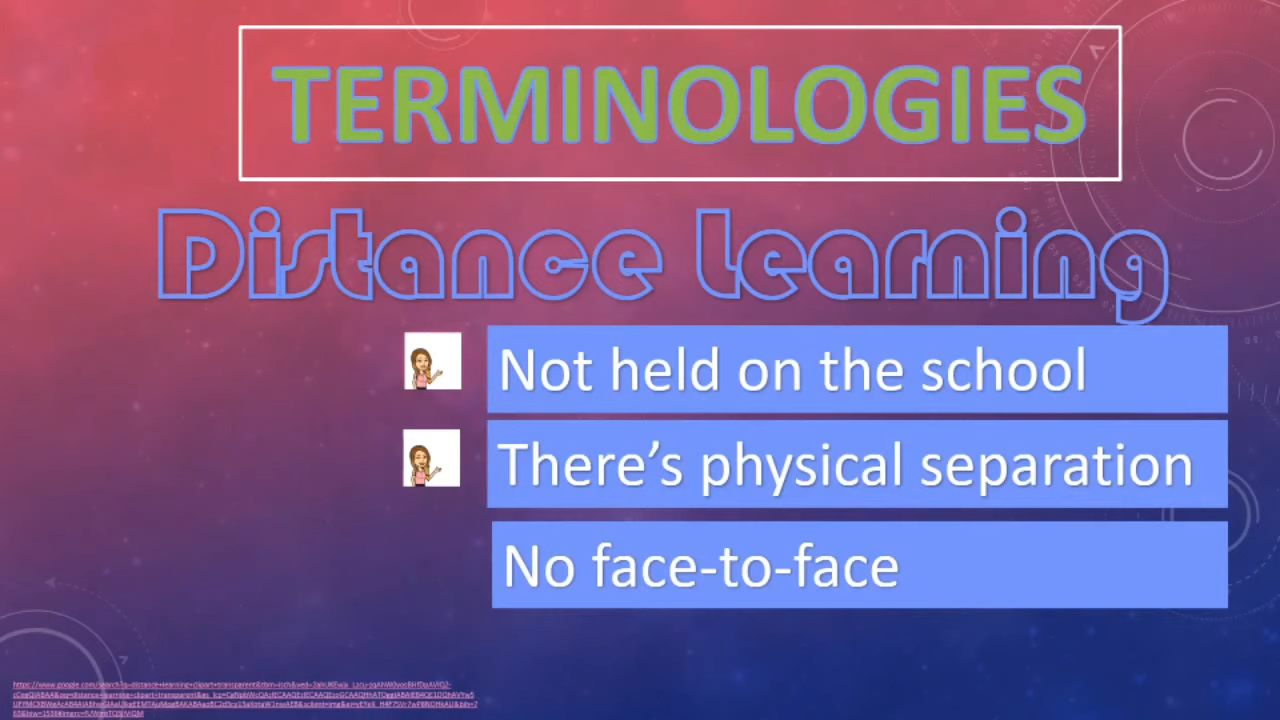 TERMINOLOGIES
Distance Learning
Not held on the school
There's physical separation
No face-to-face